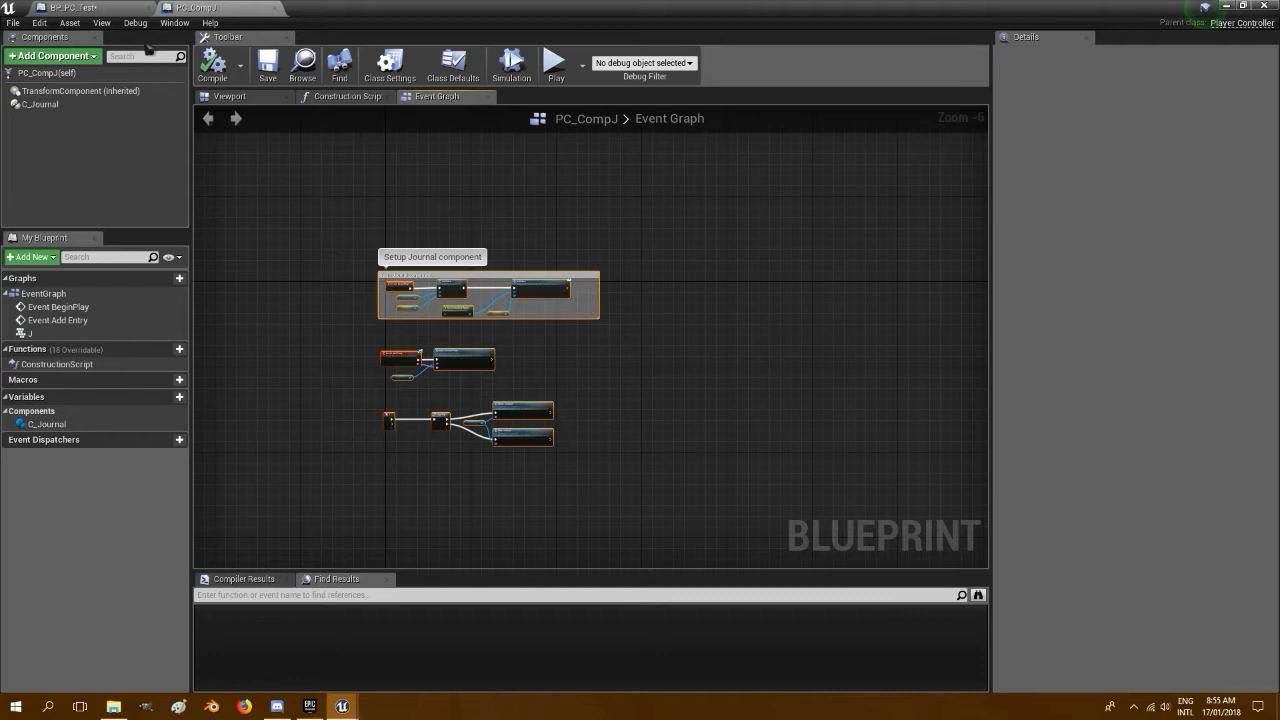 BP_PC_Test*
PC_CompJ
File Edit Asset View Debug Window Help
Parent class: Player Controller
Components
Toolbar
Details
+Add Component
Search
Compile Save Browse Find Class Settings Class Defaults Simulation Play
No debug object selected
Debug Filter
PC_CompJ(self)
TransformComponent (Inherited)
C_Journal
Viewport
Construction Scrip
Event Graph
PC_CompJ > Event Graph
Zoom -6
My Blueprint
+Add New
Search
Graphs
EventGraph
Event BeginPlay
Event Add Entry
J
Functions (18 Overridable)
ConstructionScript
Macros
Variables
Components
C_Journal
Event Dispatchers
Setup Journal component
BLUEPRINT
Compiler Results
Find Results
Enter function or event name to find references...
EPIC
ENG
INTL
8:55 AM
17/01/2018